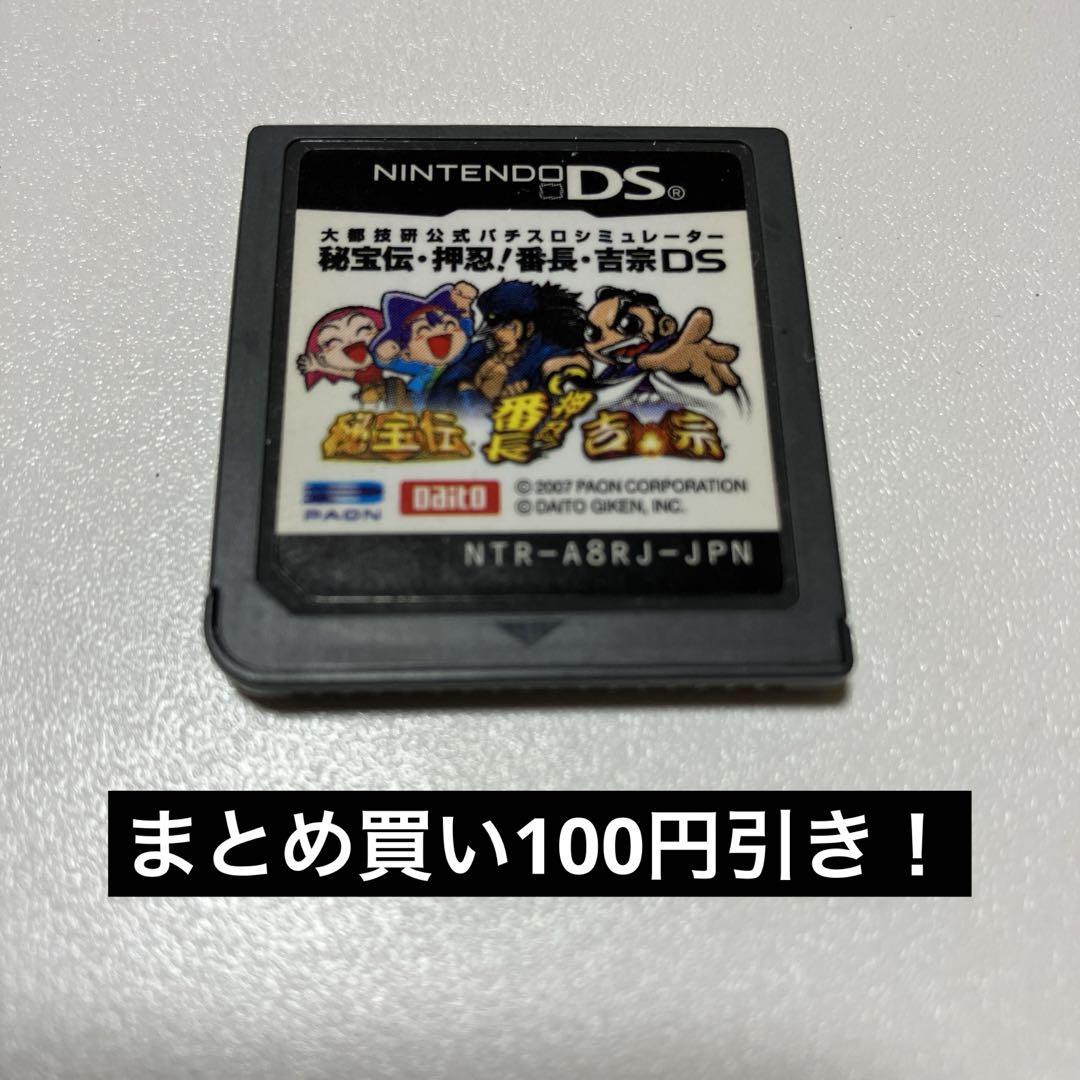 NINTENDO DS®
大都技研公式パチスロシミュレーター
秘宝伝・押忍！番長・吉宗DS
秘宝伝 押忍！番長 吉宗
PAON Daito © 2007 PAON CORPORATION
© DAITO GIKEN, INC.
NTR-A8RJ-JPN
まとめ買い100円引き！